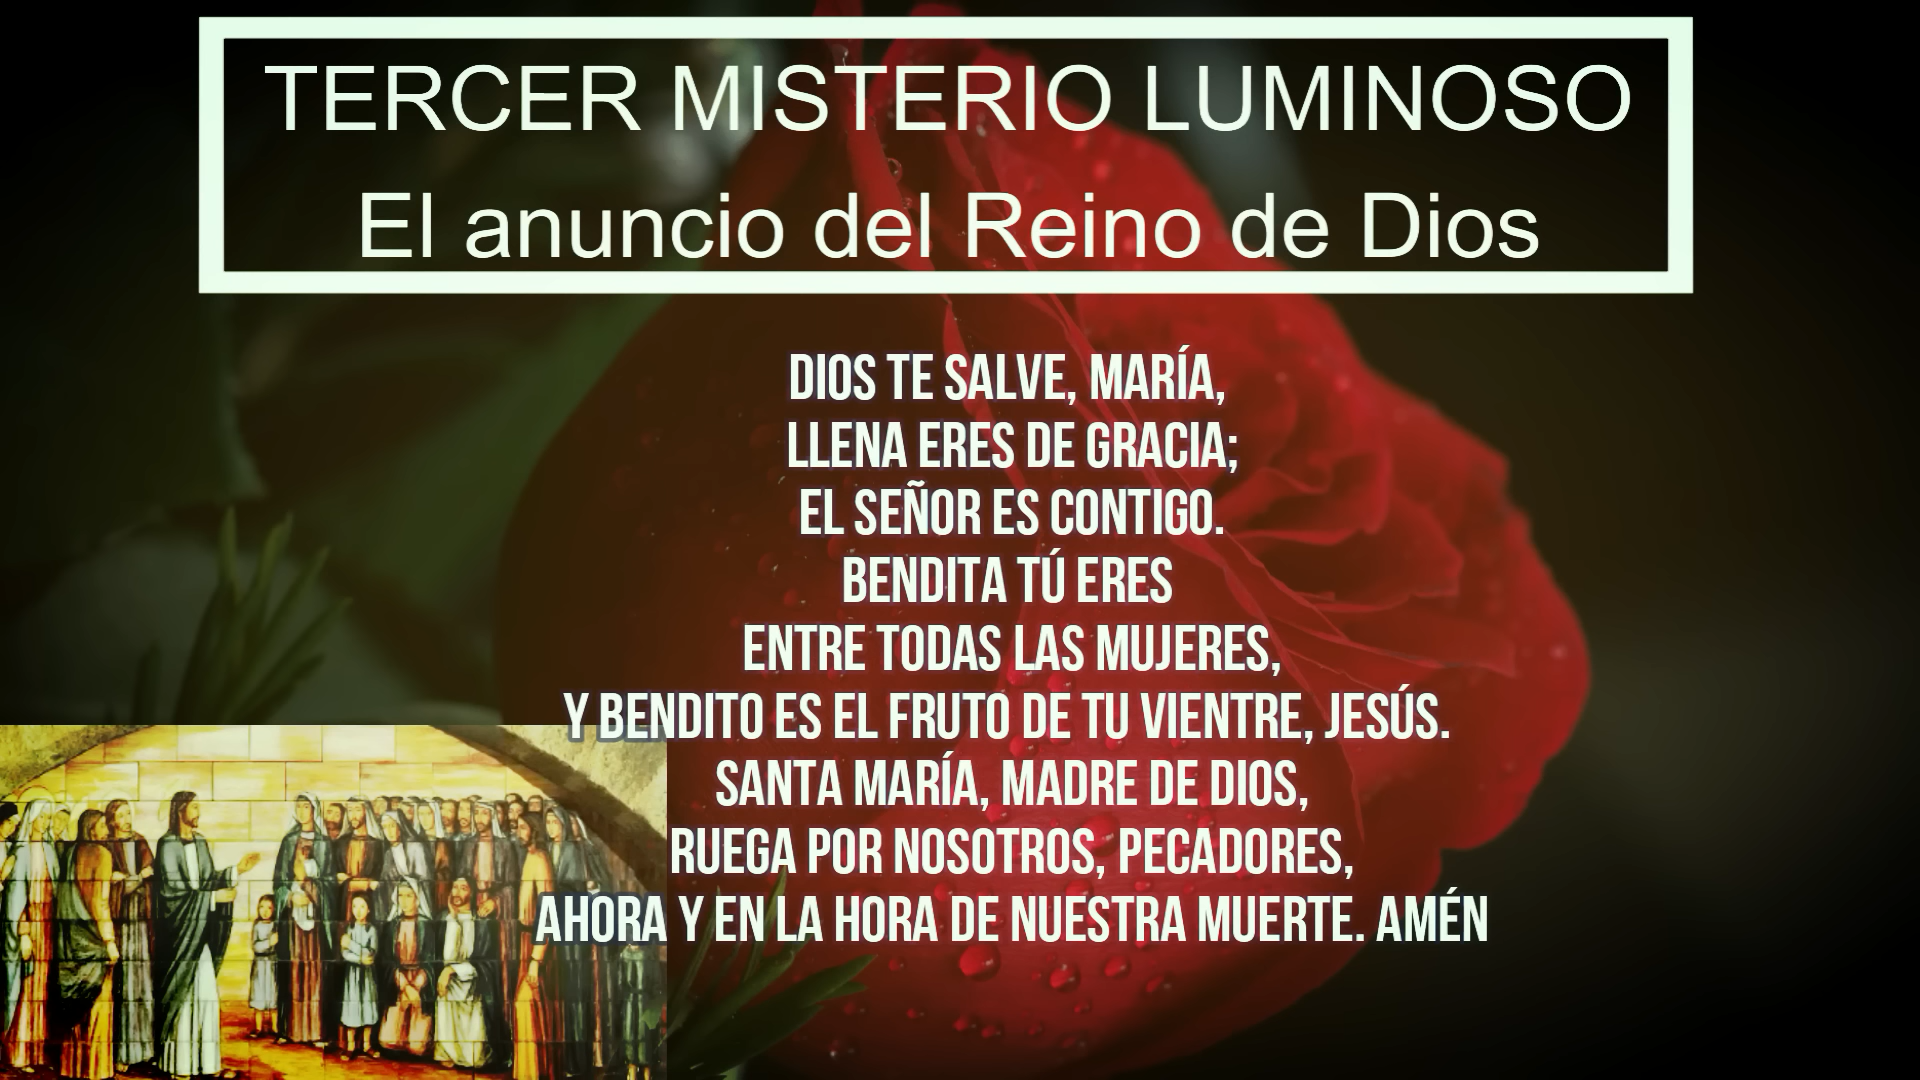 TERCER MISTERIO LUMINOSO
El anuncio del Reino de Dios
DIOS TE SALVE, MARÍA,
LLENA ERES DE GRACIA;
EL SEÑOR ES CONTIGO.
BENDITA TÚ ERES
ENTRE TODAS LAS MUJERES,
Y BENDITO ES EL FRUTO DE TU VIENTRE, JESÚS.
SANTA MARÍA, MADRE DE DIOS,
RUEGA POR NOSOTROS, PECADORES,
AHORA Y EN LA HORA DE NUESTRA MUERTE. AMÉN